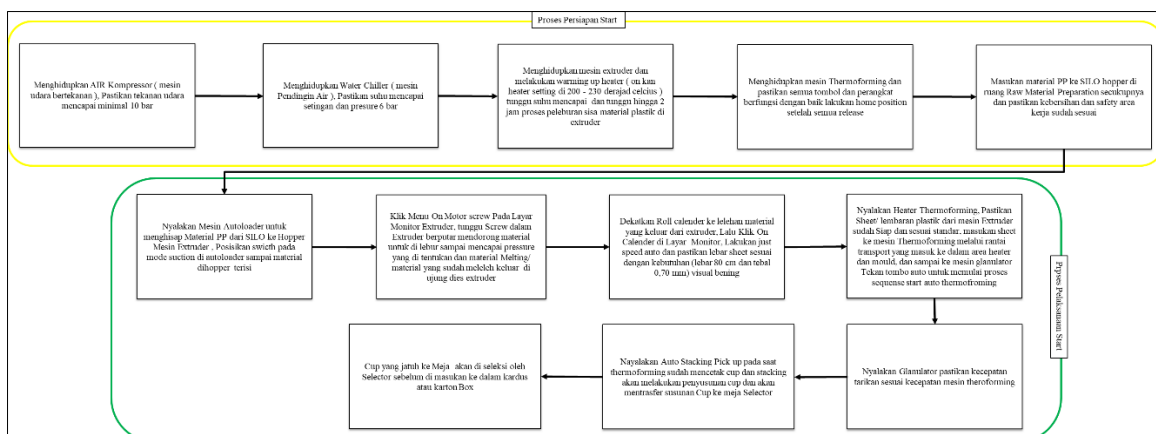 Proses Persiapan Start
Menghidupkan AIR Kompressor ( mesin
udara bertekanan ), Pastikan tekanan udara
mencapai minimal 10 bar
Menghidupkan Water Chiller ( mesin
Pendingin Air ). Pastikan suhu mencapai
setingan dan presure 6 bar
Menghidupkan mesin extruder dan
melakukan warming up heater ( on kan
heater setting di 200 - 230 derajad celcius )
tunggu suhu mencapai dan tunggu hingga 2
jam proses peleburan sisa material plastik di
extruder
Menghidupkan mesin Thermoforming dan
pastikan semua tombol dan perangkat
berfungsi dengan baik lakukan home position
setelah semua release
Masukan material PP ke SILO hopper di
ruang Raw Material Preparation secukupnya
dan pastikan kebersihan dan safety area
kerja sudah sesuai
Nyalakan Mesin Autoloader untuk
menghisap Material PP dari SILO ke Hopper
Mesin Extruder , Posisikan swicth pada
mode suction di autoloader sampai material
dihopper terisi
Klik Menu On Motor screw Pada Layar
Monitor Extruder, tunggu Screw dalam
Extruder berputar mendorong material
untuk di lebur sampai mencapai pressure
yang di tentukan dan material Melting/
material yang sudah meleleh keluar di
ujung dies extruder
Dekatkan Roll calender ke lelehan material
yang keluar dari extruder, Lalu Klik On
Calender di Layar Monitor, Lakukan just
speed auto dan pastikan lebar sheet sesuai
dengan kebutuhan (lebar 80 cm dan tebal
0,70 mm) visual bening
Nyalakan Heater Thermoforming, Pastikan
Sheet/ lembaran plastik dari mesin Extruder
sudah Siap dan sesuai standar, masukan sheet
ke mesin Thermoforming melalui rantai
transport yang masuk ke dalam area heater
dan mould, dan sampai ke mesin glanulator
Tekan tombo auto untuk memulai proses
sequense start auto thermofroming
Prpses Pelaksanaan Start
Nyalakan Glanulator pastikan kecepatan
tarikan sesuai kecepatan mesin theroforming
Nayalakan Auto Stacking Pick up pada saat
thermoforming sudah mencetak cup dan stacking
akan melakukan penyusunan cup dan akan
mentrasfer susunan Cup ke meja Selector
Cup yang jatuh ke Meja akan di seleksi oleh
Selector sebelum di masukan ke dalam kardus
atau karton Box